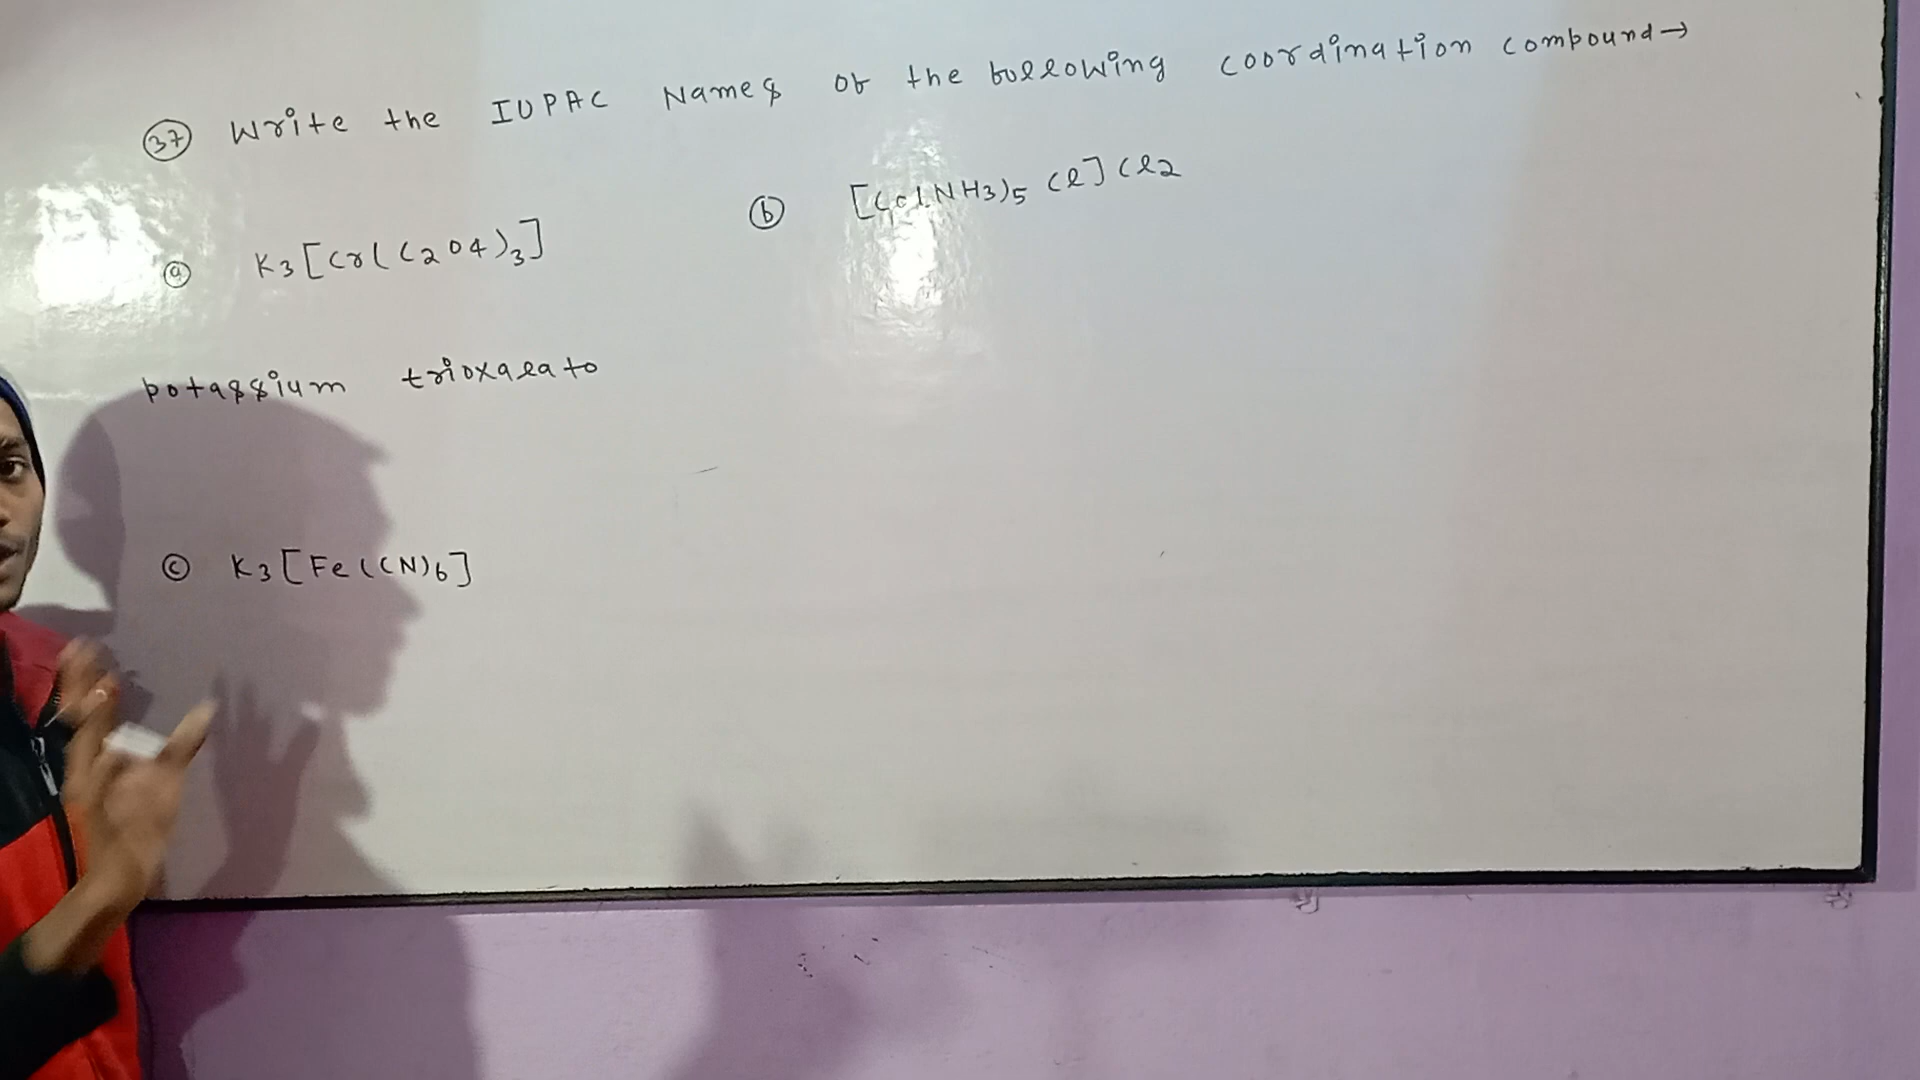 37 Write the IUPAC Names of the following coordination compound→
a K3[Cr(C2O4)3]
b [Co(NH3)5 Cl]Cl2
potassium trioxalato
c K3[Fe(CN)6]